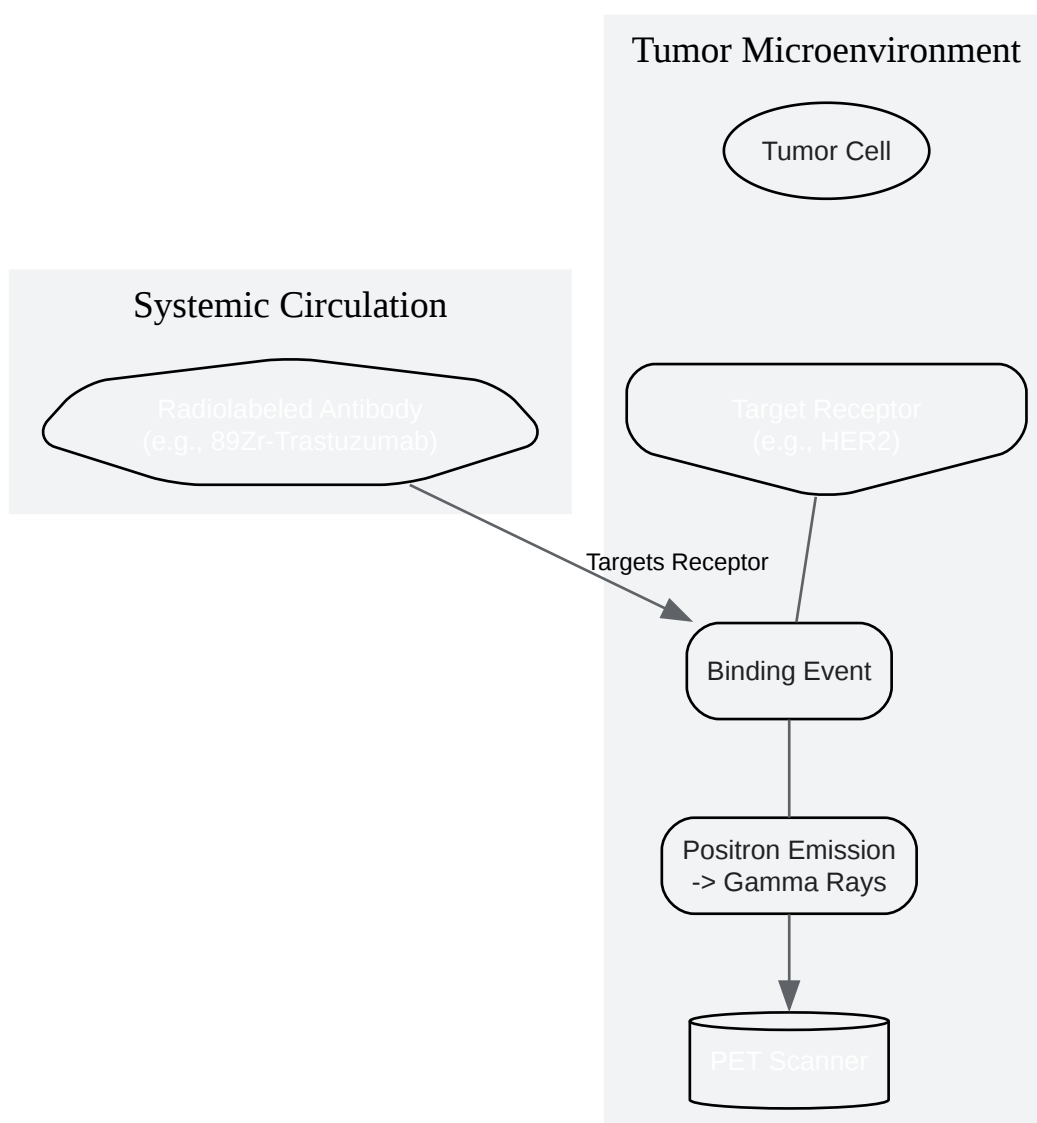 Tumor Microenvironment
Tumor Cell
Systemic Circulation
Radiolabeled Antibody
(e.g., 89Zr-Trastuzumab)
Target Receptor
(e.g., HER2)
Targets Receptor
Binding Event
Positron Emission
-> Gamma Rays
PET Scanner